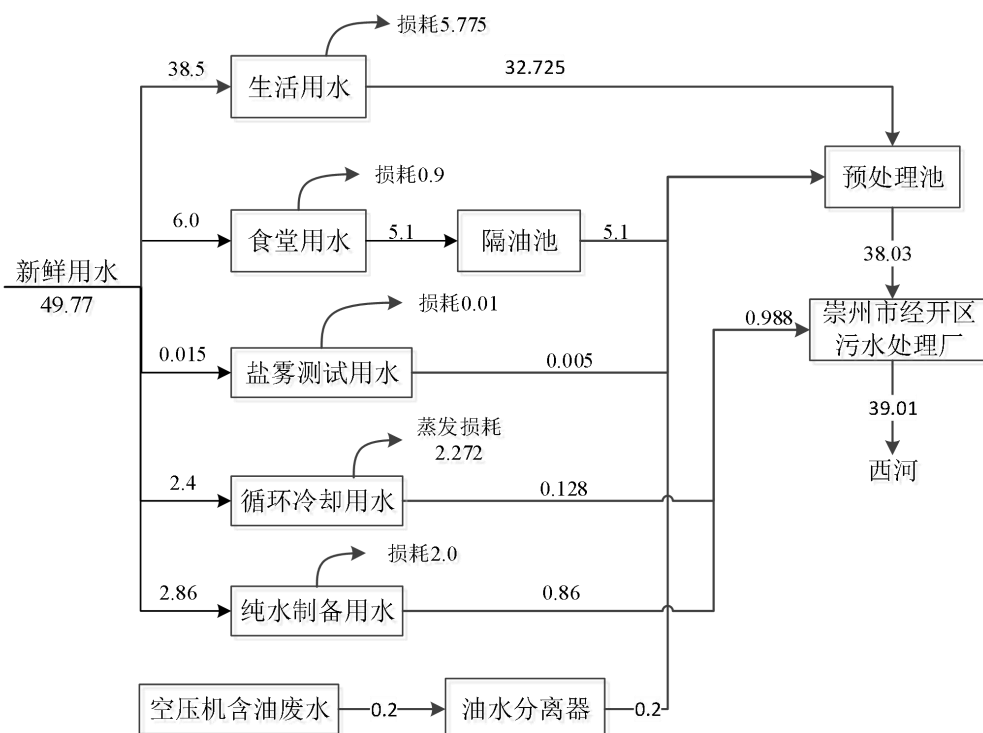 损耗5.775
38.5
生活用水
32.725
预处理池
损耗0.9
6.0
食堂用水
5.1
隔油池
5.1
38.03
新鲜用水
49.77
损耗0.01
0.015
盐雾测试用水
0.005
0.988
崇州市经开区
污水处理厂
39.01
西河
蒸发损耗
2.272
2.4
循环冷却用水
0.128
损耗2.0
2.86
纯水制备用水
0.86
空压机含油废水
0.2
油水分离器
0.2